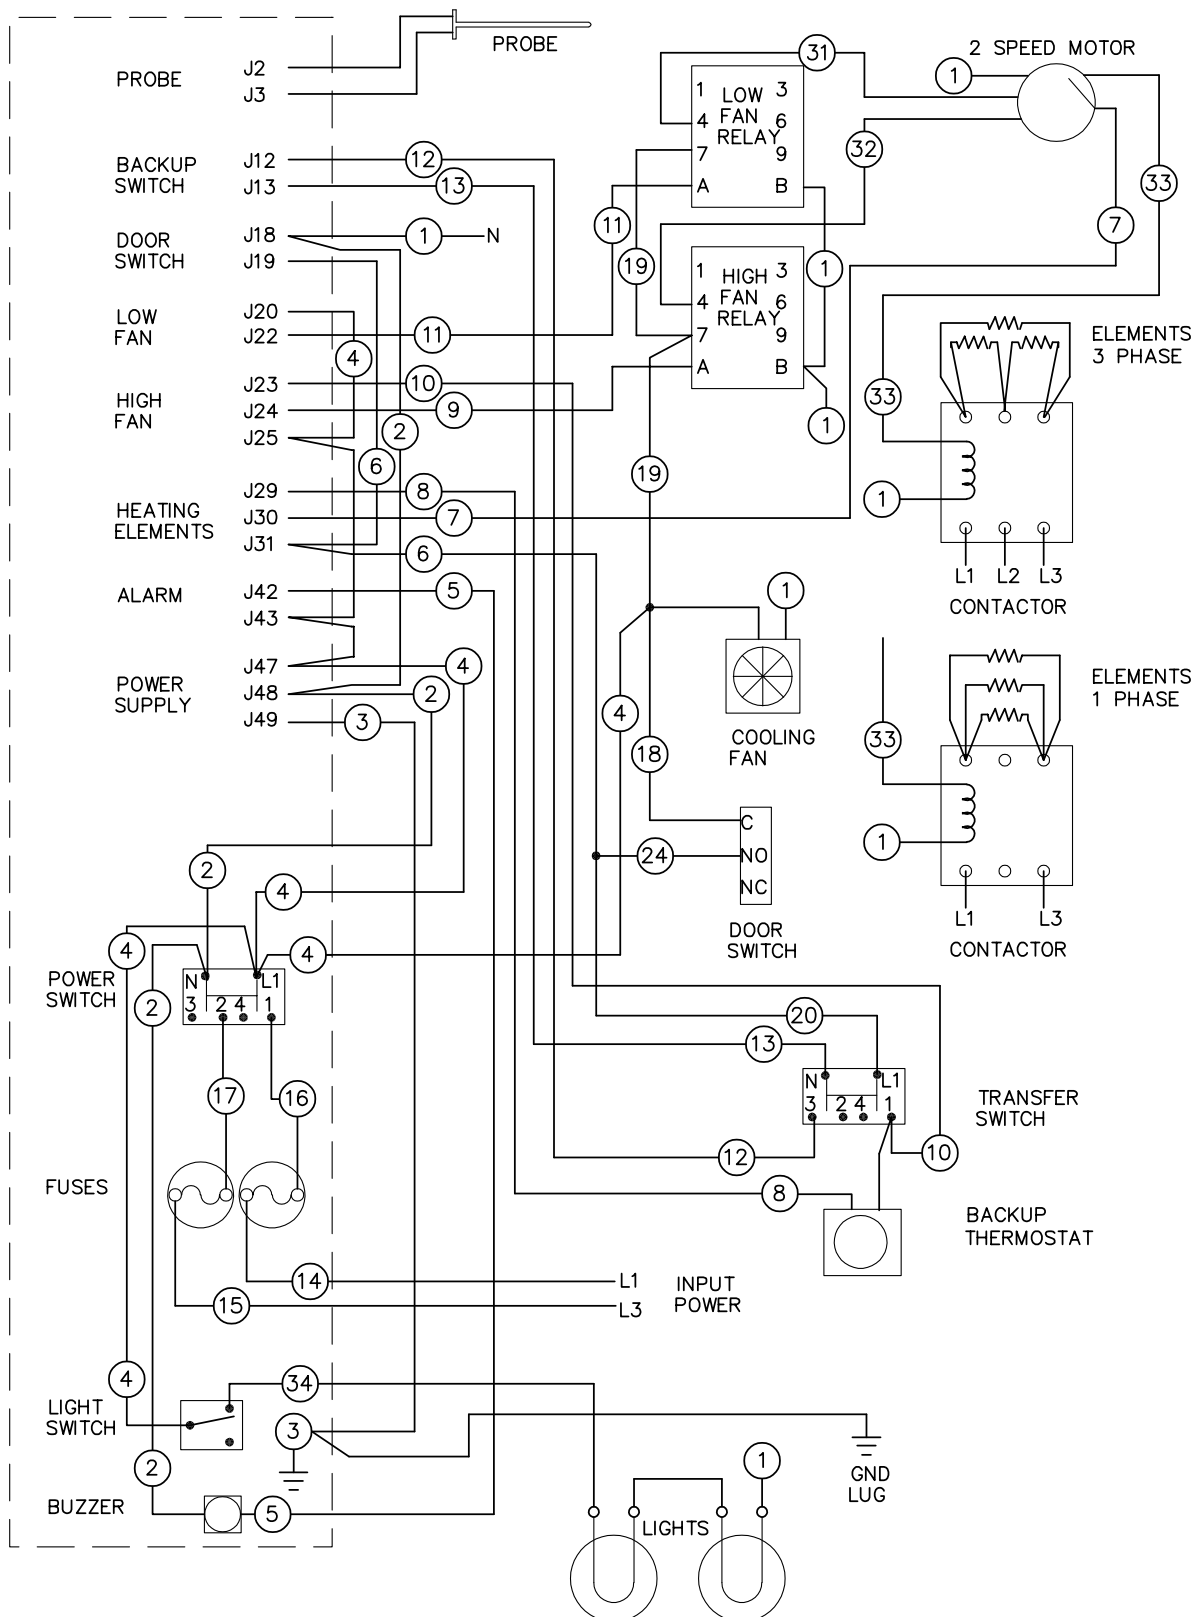 PROBE
2 SPEED MOTOR
PROBE
J2
J3
31
1
1 LOW 3
4 FAN 6
RELAY
7 9
A B
32
33
7
BACKUP
SWITCH
J12
12
J13
13
DOOR
SWITCH
J18
1
N
J19
11
19
1
1 HIGH 3
4 FAN 6
RELAY
7 9
A B
1
LOW
FAN
J20
J22
11
4
HIGH
FAN
J23
10
J24
9
J25
2
6
19
ELEMENTS
3 PHASE
33
1
L1 L2 L3
CONTACTOR
HEATING
ELEMENTS
J29
8
J30
7
J31
6
ALARM
J42
5
J43
POWER
SUPPLY
J47
4
J48
2
J49
3
1
COOLING
FAN
4
18
ELEMENTS
1 PHASE
33
1
L1 L3
CONTACTOR
C
NO
NC
24
DOOR
SWITCH
2
4
4
4
POWER
SWITCH
N L1
3 2 4 1
2
17
16
20
13
N L1
3 2 4 1
TRANSFER
SWITCH
12
10
8
BACKUP
THERMOSTAT
FUSES
14
L1
15
L3
INPUT
POWER
4
34
LIGHT
SWITCH
3
GND
LUG
2
1
BUZZER
5
LIGHTS